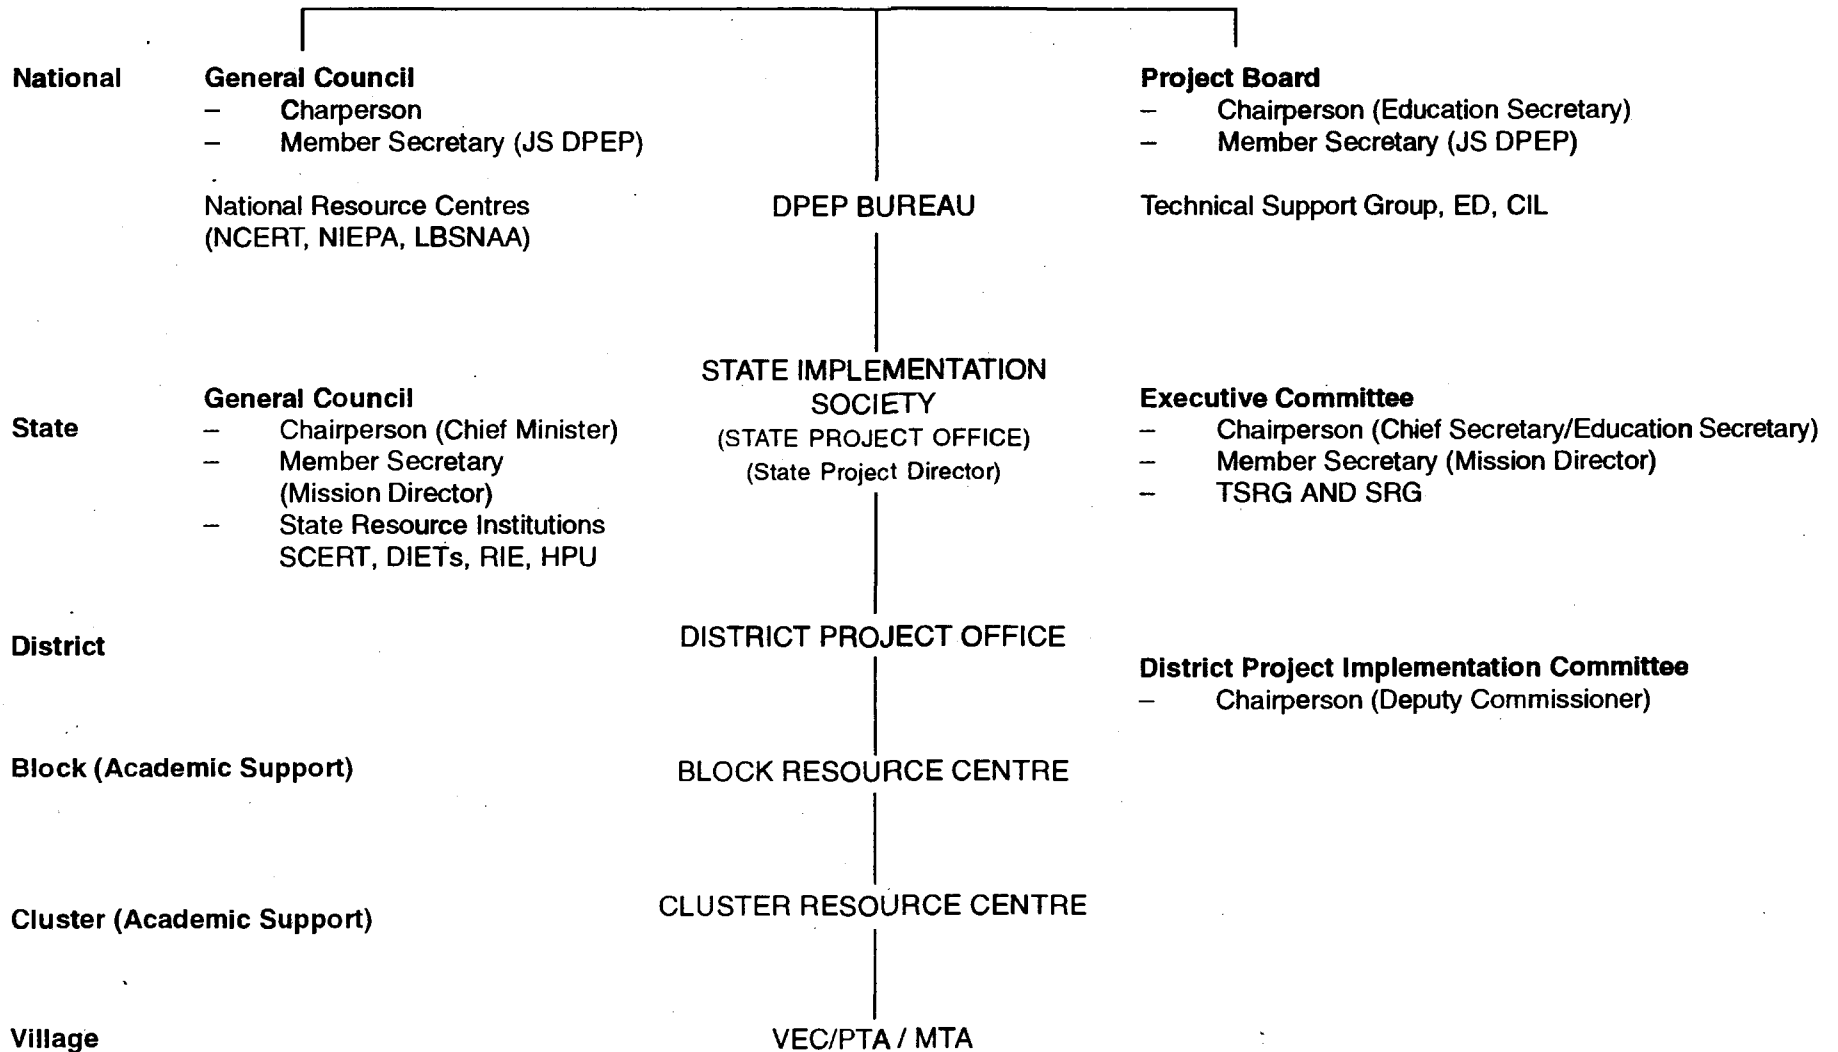 National
General Council
– Charperson
– Member Secretary (JS DPEP)
National Resource Centres
(NCERT, NIEPA, LBSNAA)
DPEP BUREAU
Project Board
– Chairperson (Education Secretary)
– Member Secretary (JS DPEP)
Technical Support Group, ED, CIL
State
General Council
– Chairperson (Chief Minister)
– Member Secretary
(Mission Director)
– State Resource Institutions
SCERT, DIETs, RIE, HPU
STATE IMPLEMENTATION
SOCIETY
(STATE PROJECT OFFICE)
(State Project Director)
Executive Committee
– Chairperson (Chief Secretary/Education Secretary)
– Member Secretary (Mission Director)
– TSRG AND SRG
District
DISTRICT PROJECT OFFICE
District Project Implementation Committee
– Chairperson (Deputy Commissioner)
Block (Academic Support)
BLOCK RESOURCE CENTRE
Cluster (Academic Support)
CLUSTER RESOURCE CENTRE
Village
VEC/PTA / MTA